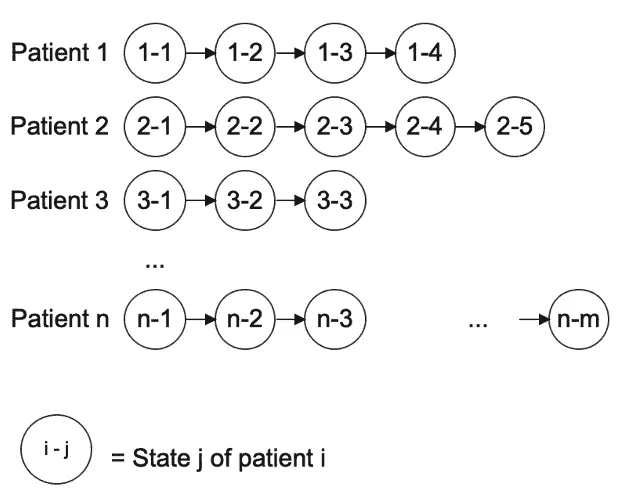 Patient 1 1-1 1-2 1-3 1-4
Patient 2 2-1 2-2 2-3 2-4 2-5
Patient 3 3-1 3-2 3-3
...
Patient n n-1 n-2 n-3 ... n-m
i - j = State j of patient i